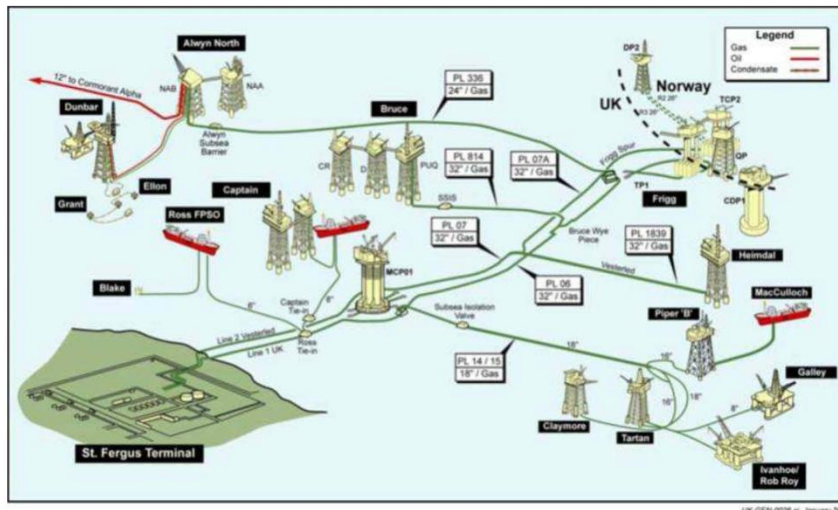 Alwyn North
12" to Cormorant Alpha
NAB
NAA
Dunbar
Alwyn
Subsea
Barrier
Ellon
Grant
PL 336
24" / Gas
Bruce
CR
D
PUQ
PL 814
32" / Gas
SSIS
PL 07A
32" / Gas
Legend
Gas
Oil
Condensate
DP2
Norway
UK
TCP2
QP
Frigg Spur
TP1
Frigg
CDP1
Captain
Ross FPSO
Blake
6"
8"
Captain
Tie-in
Ross
Tie-in
MCP01
PL 07
32" / Gas
PL 06
32" / Gas
Bruce Wye
Piece
PL 1839
32" / Gas
Vesterled
Heimdal
MacCulloch
Piper 'B'
Subsea Isolation
Valve
PL 14 / 15
18" / Gas
18"
16"
18"
16"
8"
Galley
Claymore
Tartan
Ivanhoe/
Rob Roy
Line 2 Vesterled
Line 1 UK
St. Fergus Terminal